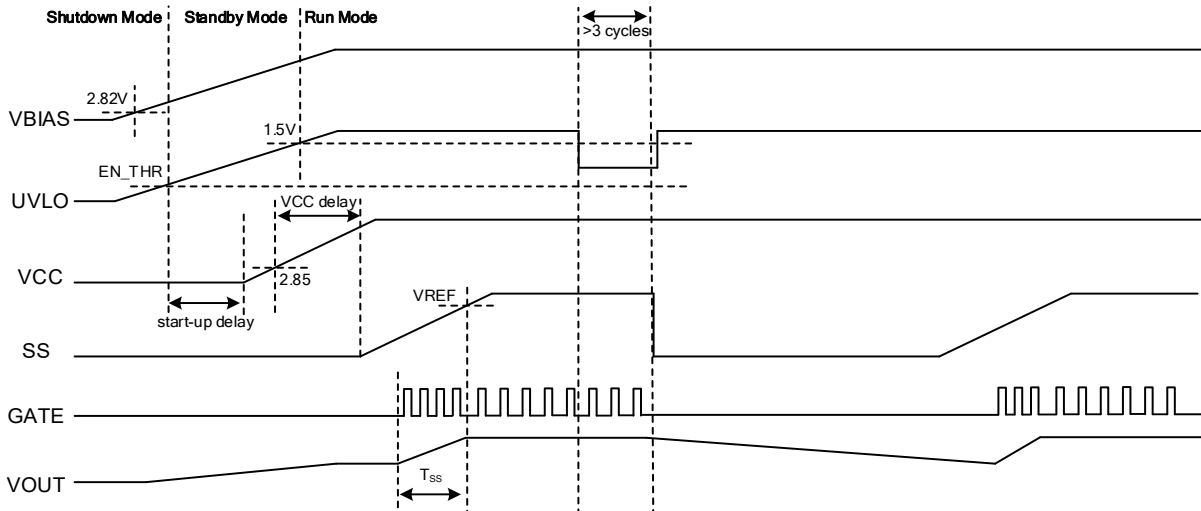 Shutdown Mode
Standby Mode
Run Mode
>3 cycles
2.82V
VBIAS
1.5V
EN_THR
UVLO
VCC delay
VCC
2.85
start-up delay
VREF
SS
GATE
VOUT
TSS